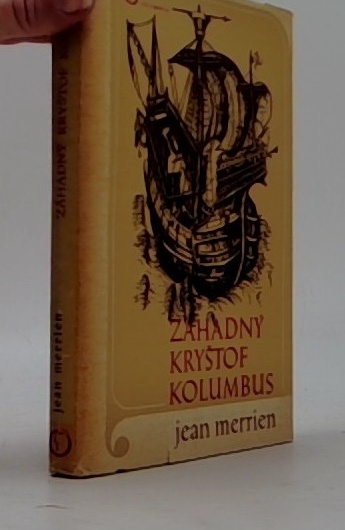 ZÁHADNÝ
KRYŠTOF
KOLUMBUS
jean merrien
jean merrien
ZÁHADNÝ KRYŠTOF